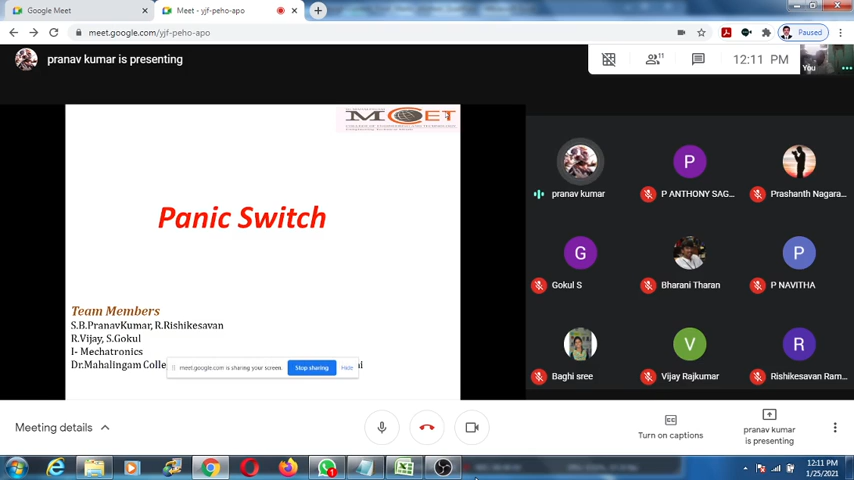 Google Meet
Meet - yjf-peho-apo
meet.google.com/yjf-peho-apo
Paused
pranav kumar is presenting
11
12:11 PM
You
MCET
Panic Switch
Team Members
S.B.PranavKumar, R.Rishikesavan
R.Vijay, S.Gokul
I- Mechatronics
Dr.Mahalingam Colle
meet.google.com is sharing your screen.
Stop sharing
Hide
pranav kumar
P
P ANTHONY SAG...
Prashanth Nagara...
G
Gokul S
Bharani Tharan
P
P NAVITHA
Baghi sree
V
Vijay Rajkumar
R
Rishikesavan Ram...
Meeting details
Turn on captions
pranav kumar
is presenting
12:11 PM
1/25/2021